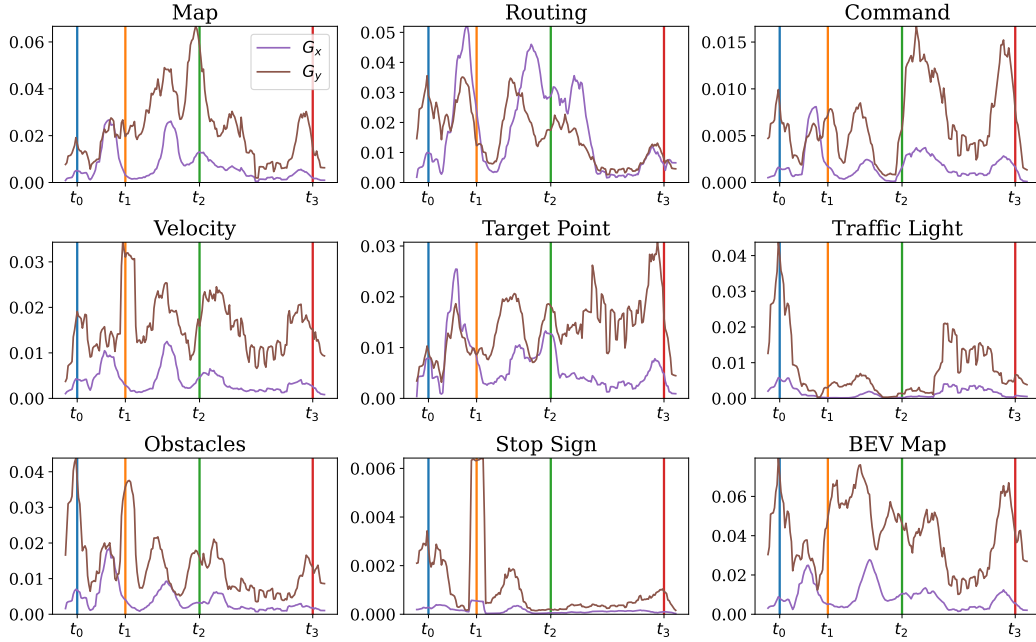 Map
Routing
Command
0.06
0.04
0.02
0.00
Gx
Gy
t0 t1 t2 t3
0.05
0.04
0.03
0.02
0.01
0.00
t0 t1 t2 t3
0.015
0.010
0.005
0.000
t0 t1 t2 t3
Velocity
Target Point
Traffic Light
0.03
0.02
0.01
0.00
t0 t1 t2 t3
0.03
0.02
0.01
0.00
t0 t1 t2 t3
0.04
0.03
0.02
0.01
0.00
t0 t1 t2 t3
Obstacles
Stop Sign
BEV Map
0.04
0.03
0.02
0.01
0.00
t0 t1 t2 t3
0.006
0.004
0.002
0.000
t0 t1 t2 t3
0.06
0.04
0.02
0.00
t0 t1 t2 t3